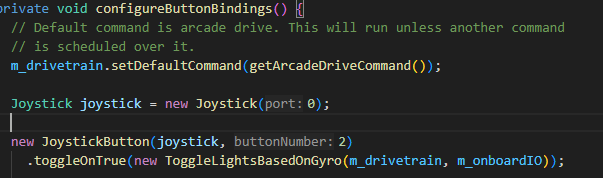 private void configureButtonBindings() {
// Default command is arcade drive. This will run unless another command
// is scheduled over it.
m_drivetrain.setDefaultCommand(getArcadeDriveCommand());
Joystick joystick = new Joystick(port: 0);
new JoystickButton(joystick, buttonNumber: 2)
.toggleOnTrue(new ToggleLightsBasedOnGyro(m_drivetrain, m_onboardIO));